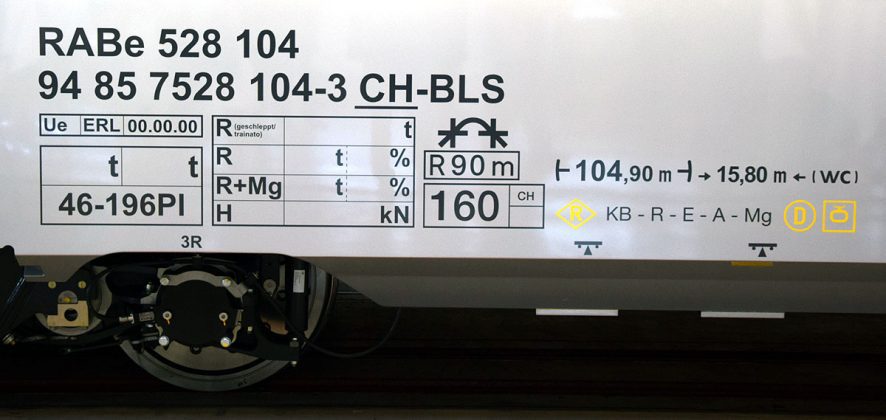 RABe 528 104
94 85 7528 104-3 CH-BLS
Ue ERL 00.00.00
t t
46-196PI
R (geschleppt/trainato) t
R t %
R+Mg t %
H kN
R 90 m
160 CH
104,90 m → 15,80 m ← (WC)
R KB - R - E - A - Mg D
3R